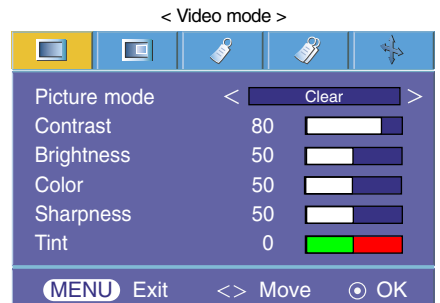 < Video mode >
Picture mode < Clear >
Contrast 80
Brightness 50
Color 50
Sharpness 50
Tint 0
MENU Exit <> Move ⊙ OK